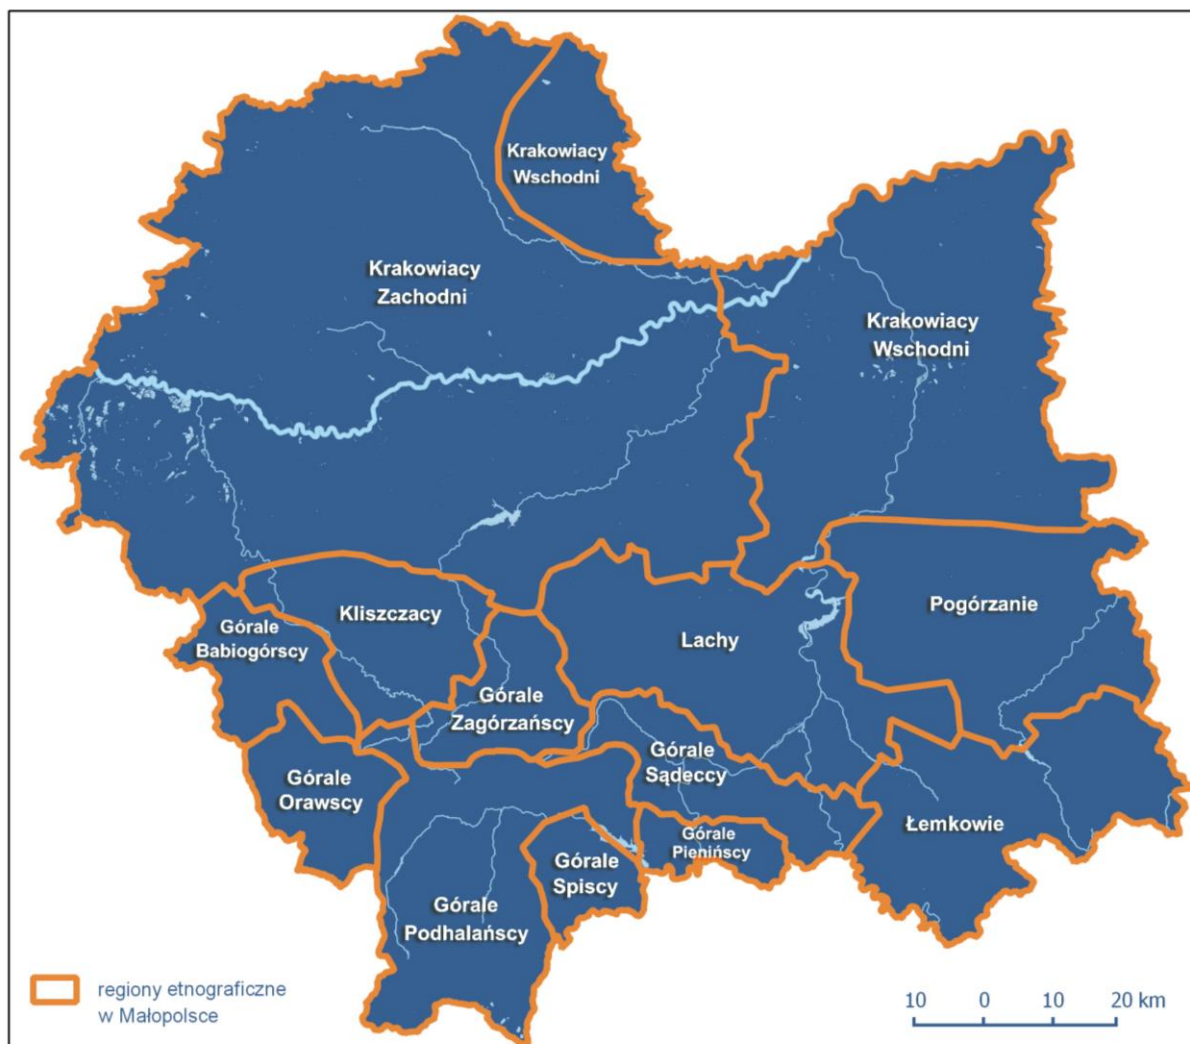 Krakowiacy
Wschodni
Krakowiacy
Zachodni
Krakowiacy
Wschodni
Kliszczacy
Pogórzanie
Górale
Babiogórscy
Lachy
Górale
Zagórzańscy
Górale
Sądeccy
Górale
Orawscy
Łemkowie
Górale
Pienińscy
Górale
Spiscy
Górale
Podhalańscy
regiony etnograficzne
w Małopolsce
10 0 10 20 km